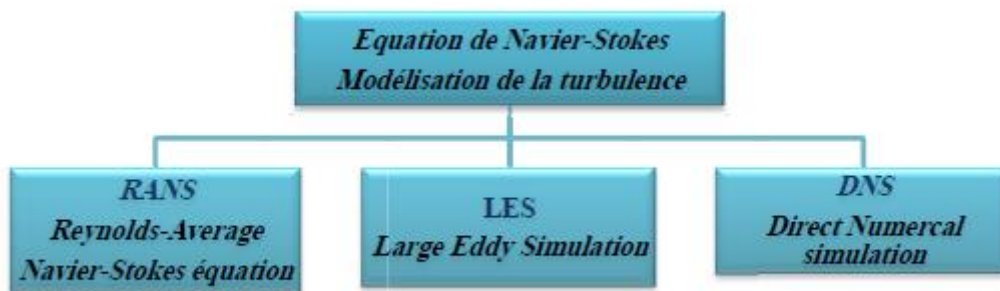 Equation de Navier-Stokes
Modélisation de la turbulence
RANS
Reynolds-Average
Navier-Stokes équation
LES
Large Eddy Simulation
DNS
Direct Numercal
simulation